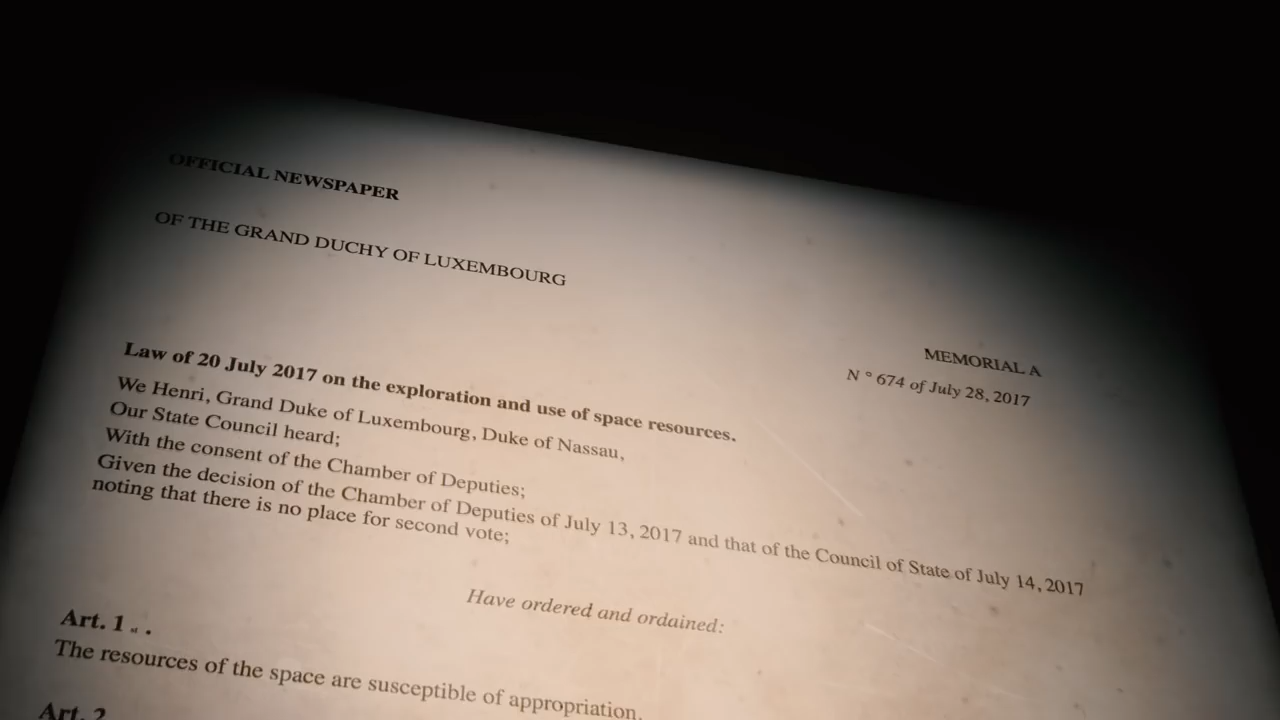 OFFICIAL NEWSPAPER
OF THE GRAND DUCHY OF LUXEMBOURG
MEMORIAL A
N ° 674 of July 28, 2017
Law of 20 July 2017 on the exploration and use of space resources.
We Henri, Grand Duke of Luxembourg, Duke of Nassau,
Our State Council heard;
With the consent of the Chamber of Deputies;
Given the decision of the Chamber of Deputies of July 13, 2017 and that of the Council of State of July 14, 2017
noting that there is no place for second vote;
Have ordered and ordained:
Art. 1 st .
The resources of the space are susceptible of appropriation.
Art. 2